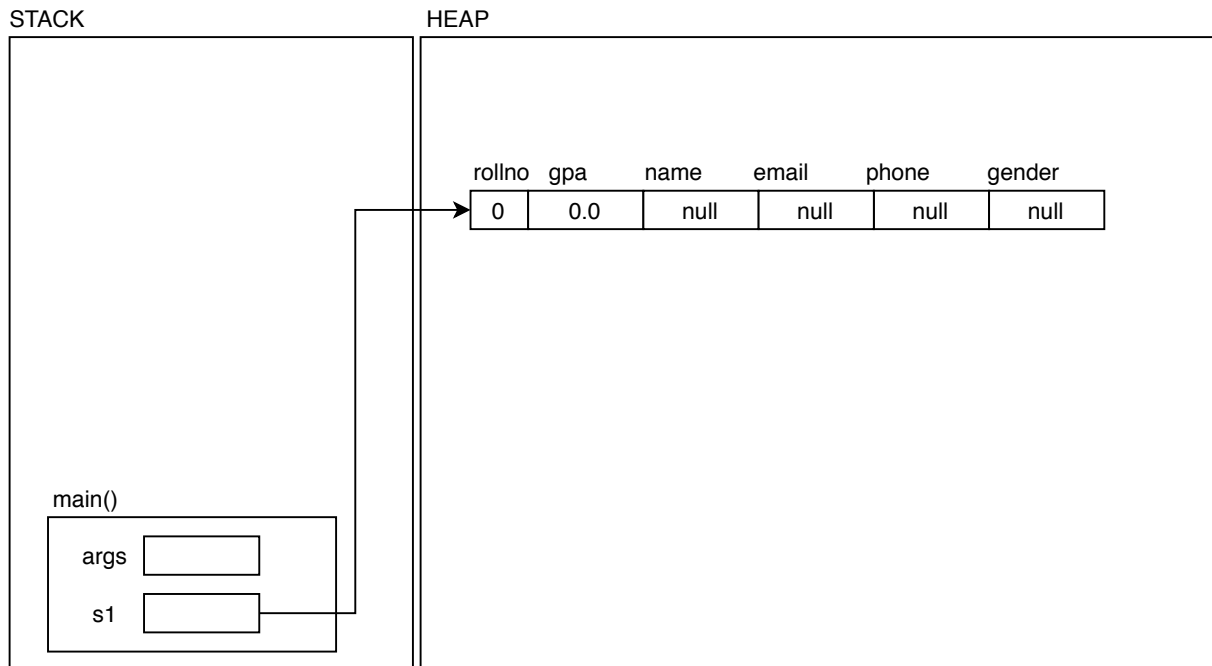 STACK
HEAP
rollno gpa name email phone gender
0 0.0 null null null null
main()
args
s1